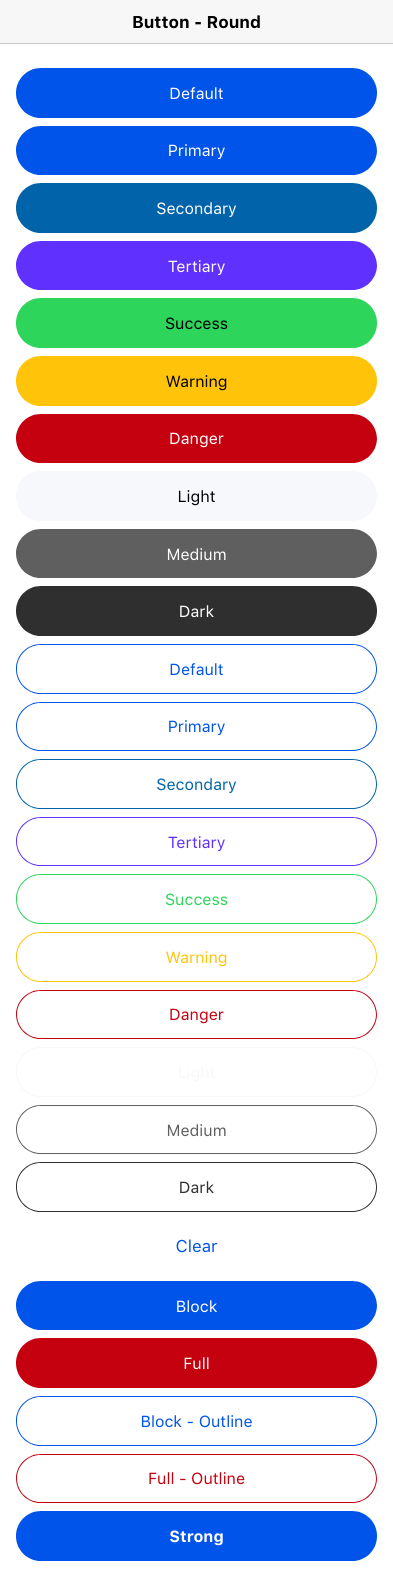 Button - Round
Default
Primary
Secondary
Tertiary
Success
Warning
Danger
Light
Medium
Dark
Default
Primary
Secondary
Tertiary
Success
Warning
Danger
Light
Medium
Dark
Clear
Block
Full
Block - Outline
Full - Outline
Strong